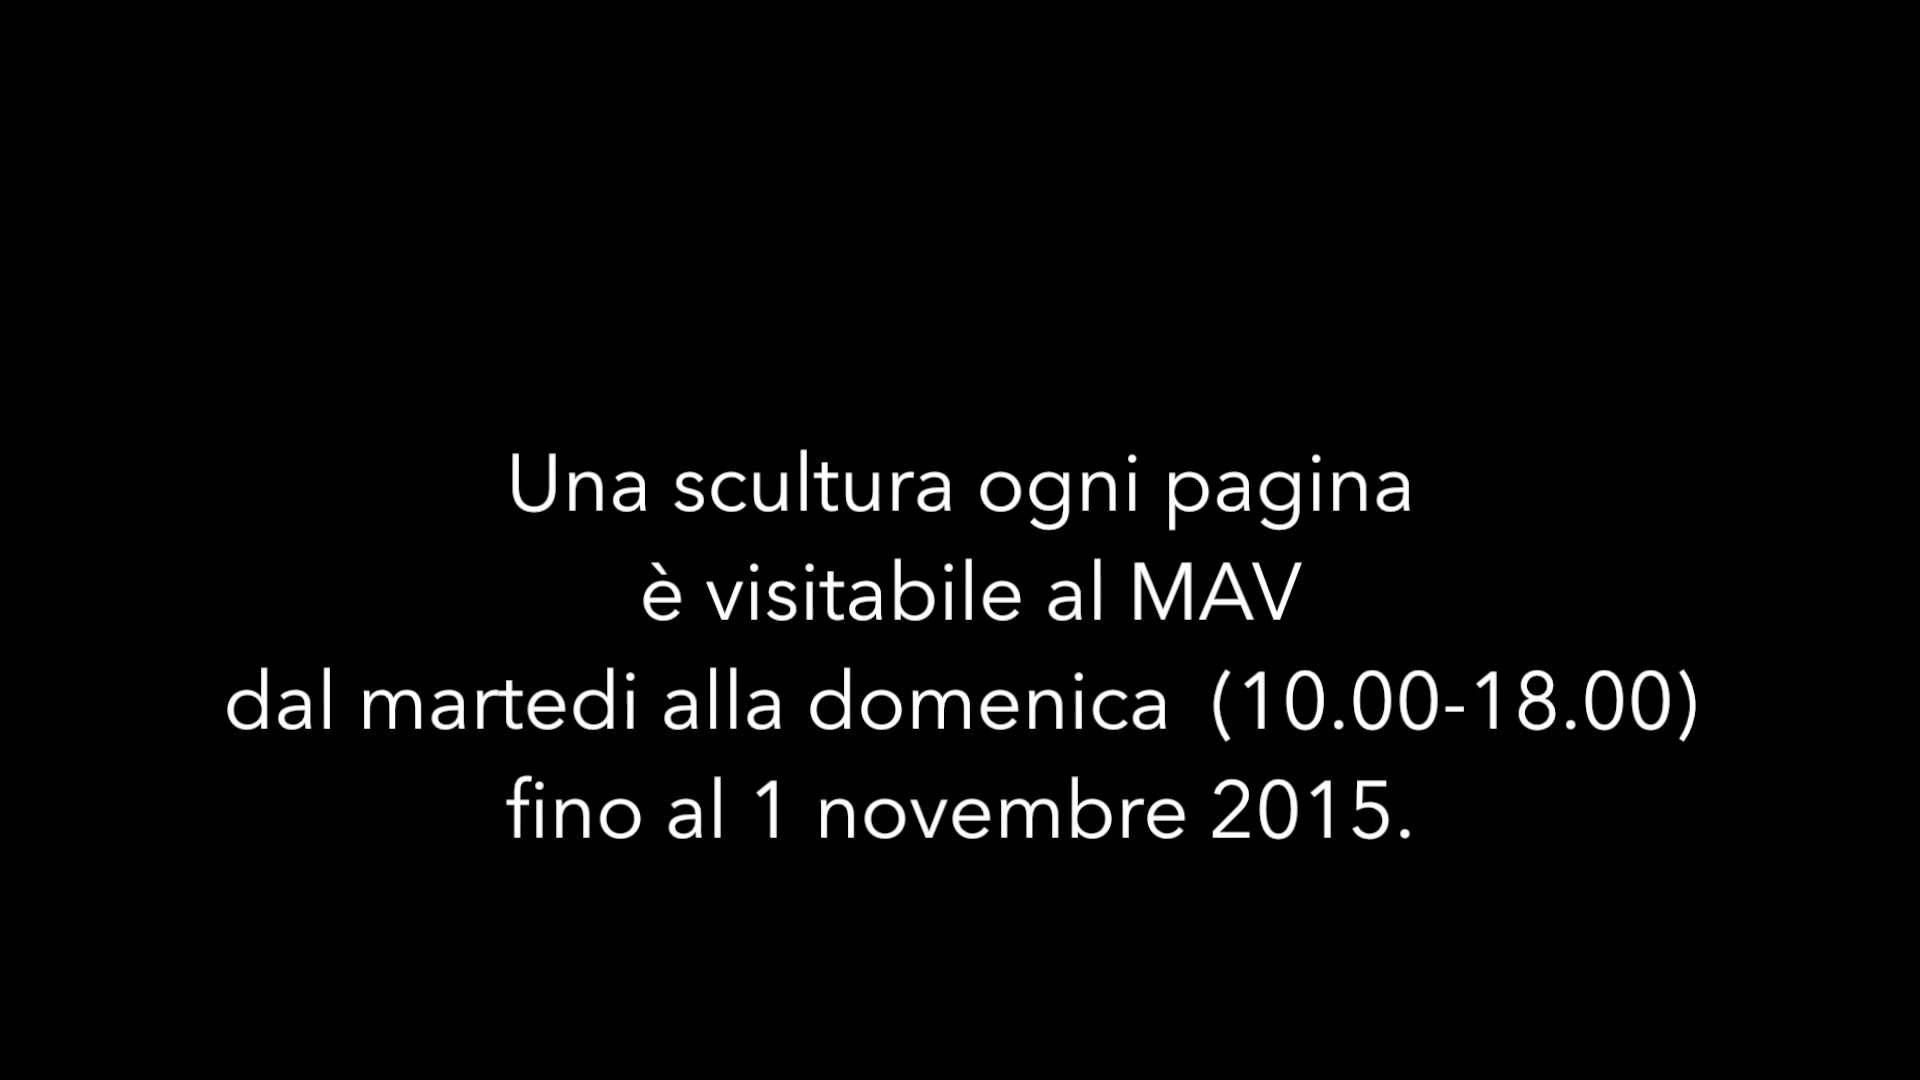 Una scultura ogni pagina
è visitabile al MAV
dal martedi alla domenica (10.00-18.00)
fino al 1 novembre 2015.